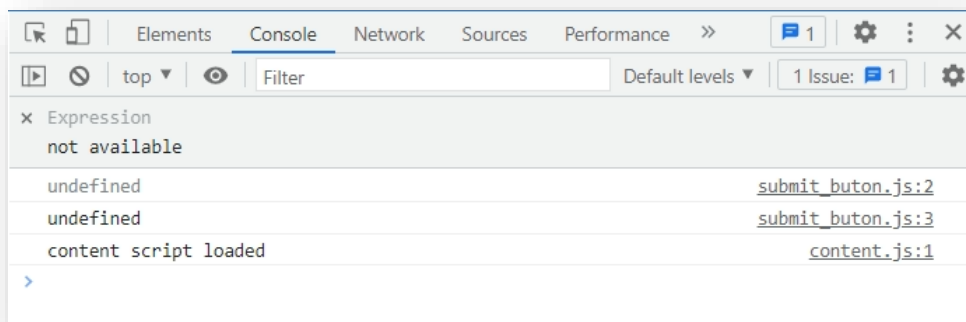 Elements Console Network Sources Performance 1
top Filter Default levels 1 Issue: 1
Expression
not available
undefined submit_buton.js:2
undefined submit_buton.js:3
content script loaded content.js:1